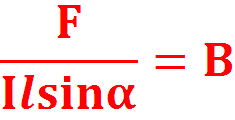 F
Ilsinα = B